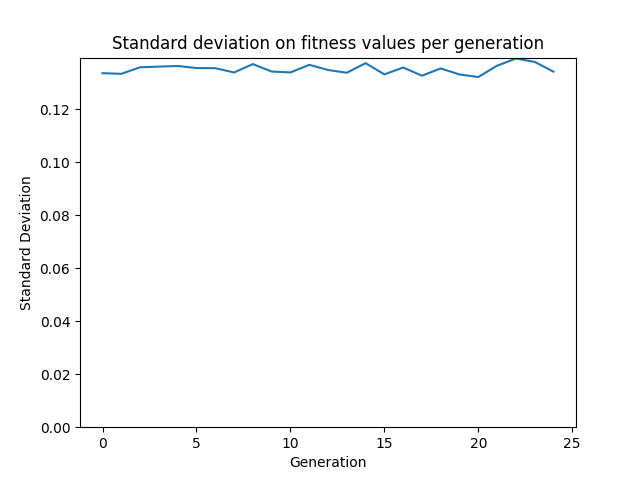 Standard deviation on fitness values per generation
0.12
0.10
0.08
0.06
0.04
0.02
0.00
Standard Deviation
0 5 10 15 20 25
Generation